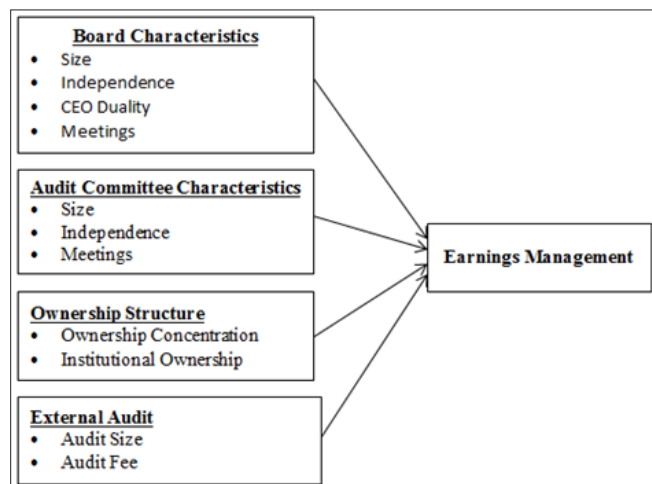 Board Characteristics
• Size
• Independence
• CEO Duality
• Meetings
Audit Committee Characteristics
• Size
• Independence
• Meetings
Earnings Management
Ownership Structure
• Ownership Concentration
• Institutional Ownership
External Audit
• Audit Size
• Audit Fee